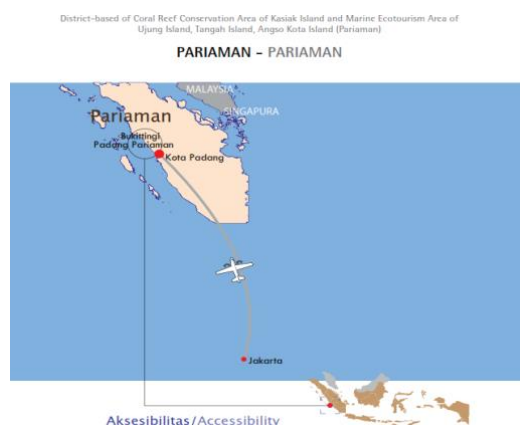 District-based of Coral Reef Conservation Area of Kasiak Island and Marine Ecotourism Area of
Ujung Island, Tangah Island, Angso Kota Island (Pariaman)
PARIAMAN - PARIAMAN
MALAYSIA
SINGAPURA
Pariaman
Bukittingi
Padang Pariaman
Kota Padang
Jakarta
Aksesibilitas/Accessibility